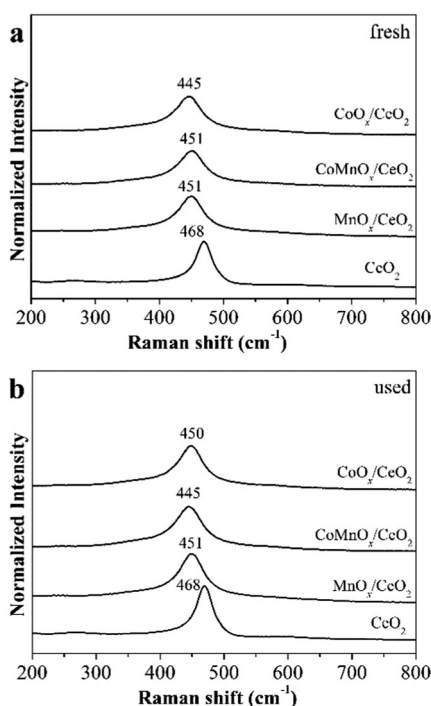 a
fresh
445
CoOₓ/CeO₂
451
CoMnOₓ/CeO₂
451
MnOₓ/CeO₂
468
CeO₂
Normalized Intensity
200 300 400 500 600 700 800
Raman shift (cm⁻¹)
b
used
450
CoOₓ/CeO₂
445
CoMnOₓ/CeO₂
451
MnOₓ/CeO₂
468
CeO₂
Normalized Intensity
200 300 400 500 600 700 800
Raman shift (cm⁻¹)